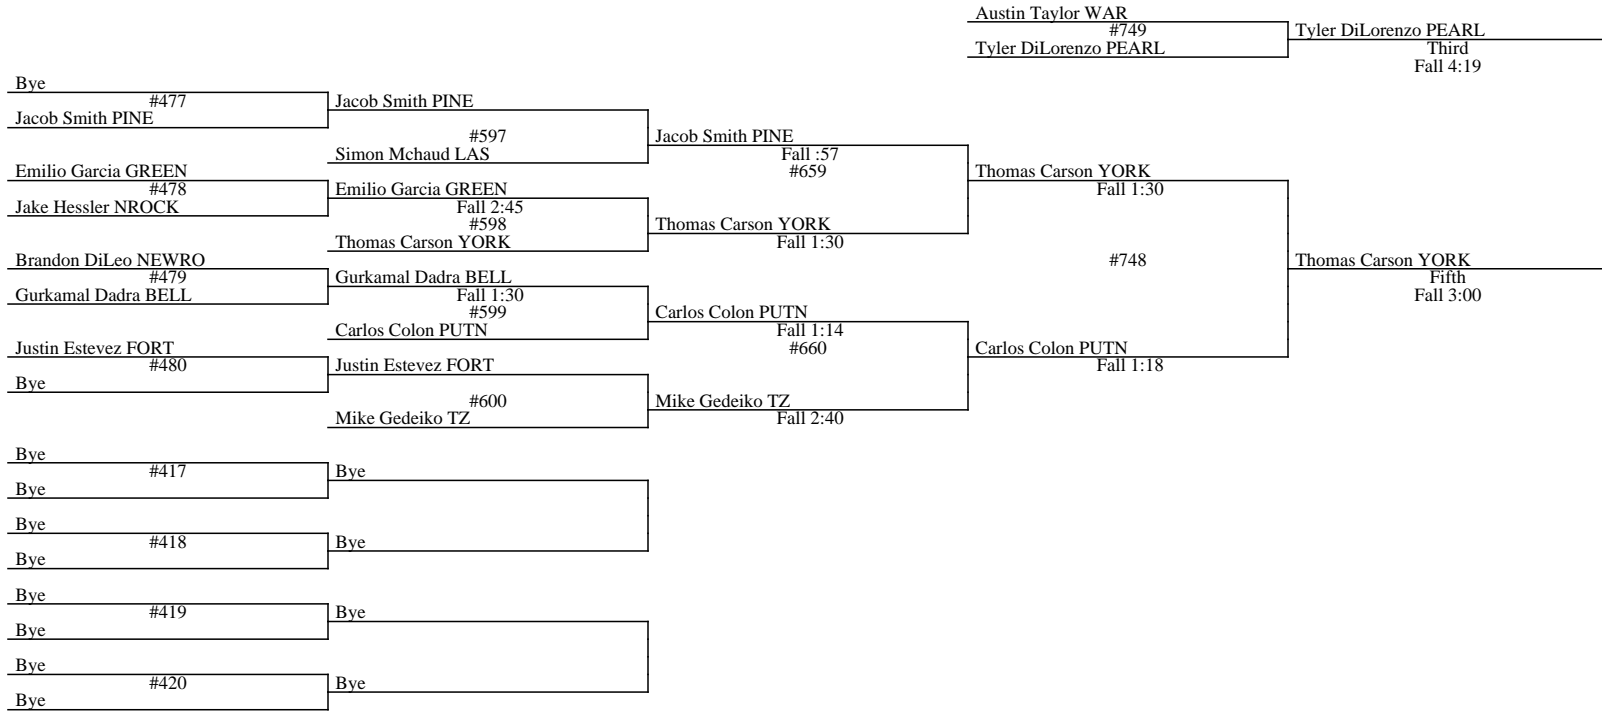 Austin Taylor WAR
#749
Tyler DiLorenzo PEARL
Tyler DiLorenzo PEARL
Third
Fall 4:19
Bye
#477
Jacob Smith PINE
Jacob Smith PINE
#597
Simon Mchaud LAS
Jacob Smith PINE
Fall :57
#659
Emilio Garcia GREEN
#478
Jake Hessler NROCK
Emilio Garcia GREEN
Fall 2:45
#598
Thomas Carson YORK
Thomas Carson YORK
Fall 1:30
Thomas Carson YORK
Fall 1:30
#748
Brandon DiLeo NEWRO
#479
Gurkamal Dadra BELL
Gurkamal Dadra BELL
Fall 1:30
#599
Carlos Colon PUTN
Carlos Colon PUTN
Fall 1:14
#660
Justin Estevez FORT
#480
Bye
Justin Estevez FORT
#600
Mike Gedeiko TZ
Mike Gedeiko TZ
Fall 2:40
Carlos Colon PUTN
Fall 1:18
Thomas Carson YORK
Fifth
Fall 3:00
Bye
#417
Bye
Bye
Bye
#418
Bye
Bye
Bye
#419
Bye
Bye
Bye
#420
Bye
Bye